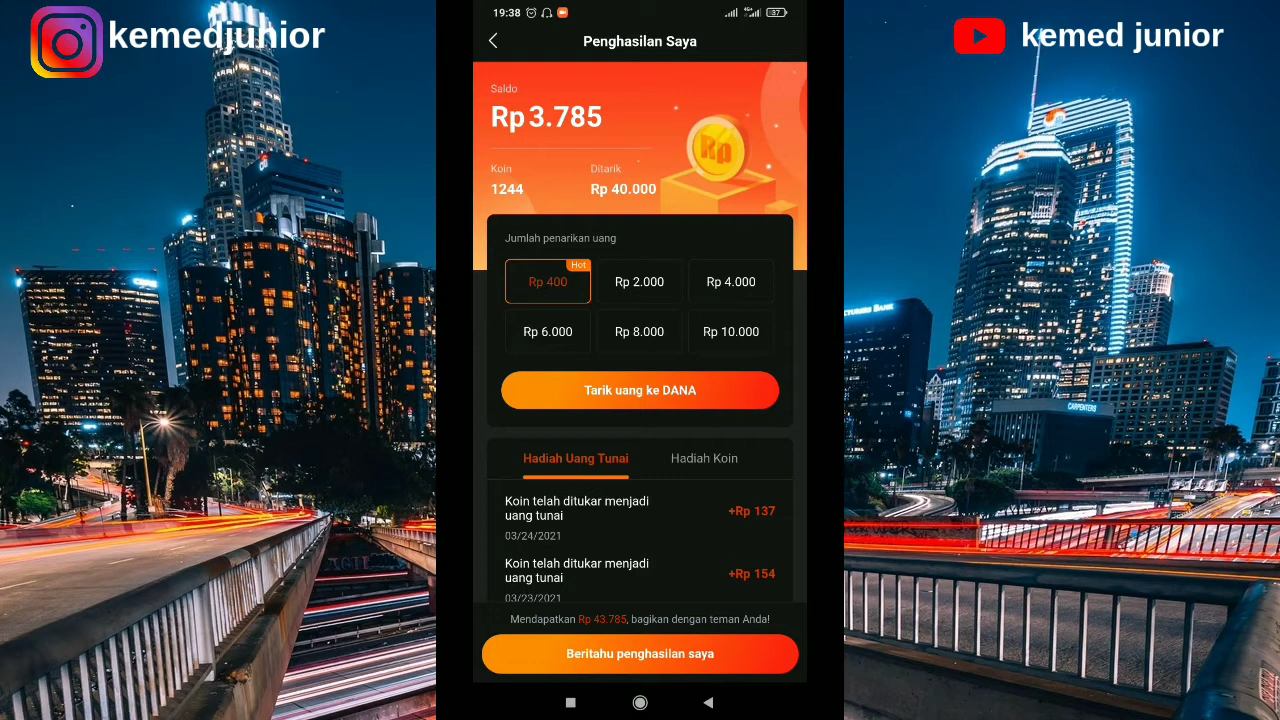 kemedjunior
kemed junior
19:38
4G+
37
Penghasilan Saya
Saldo
Rp 3.785
Koin
Ditarik
1244
Rp 40.000
Rp
Jumlah penarikan uang
Hot
Rp 400
Rp 2.000
Rp 4.000
Rp 6.000
Rp 8.000
Rp 10.000
Tarik uang ke DANA
Hadiah Uang Tunai
Hadiah Koin
Koin telah ditukar menjadi
uang tunai
+Rp 137
03/24/2021
Koin telah ditukar menjadi
uang tunai
+Rp 154
03/23/2021
Mendapatkan Rp 43.785, bagikan dengan teman Anda!
Beritahu penghasilan saya
CARPENTERS